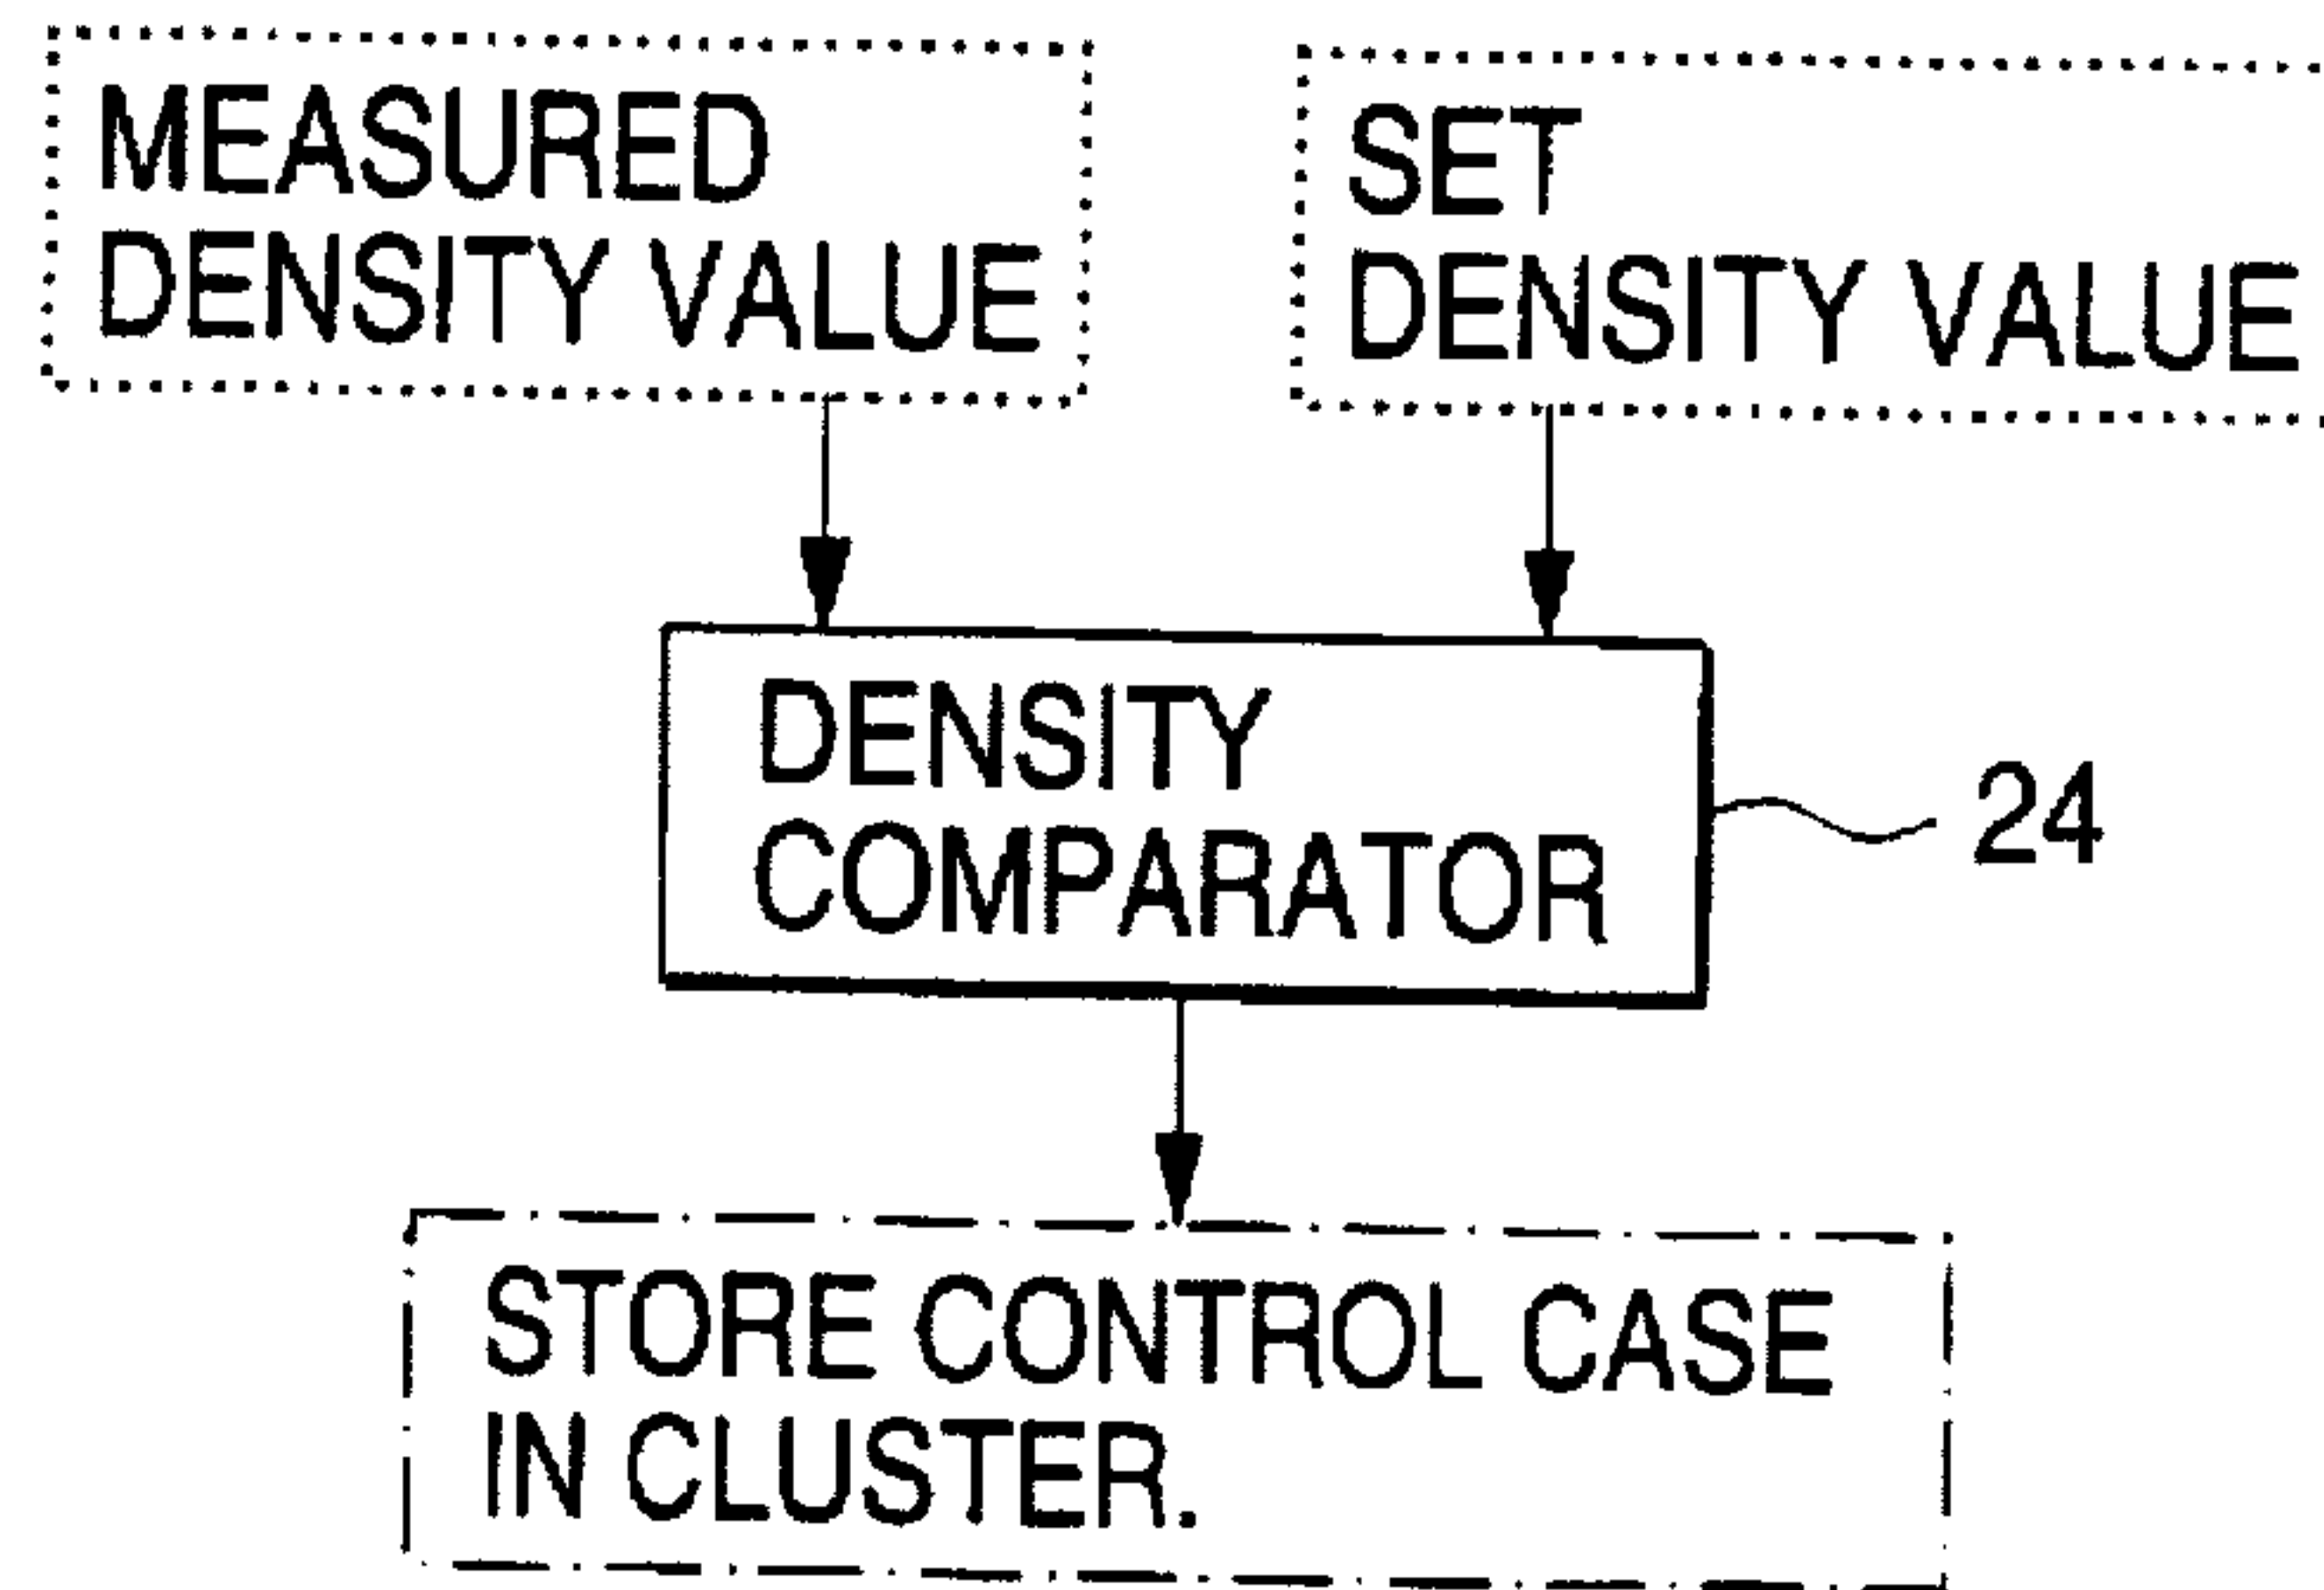 MEASURED
DENSITY VALUE
SET
DENSITY VALUE
DENSITY
COMPARATOR
24
STORE CONTROL CASE
IN CLUSTER.